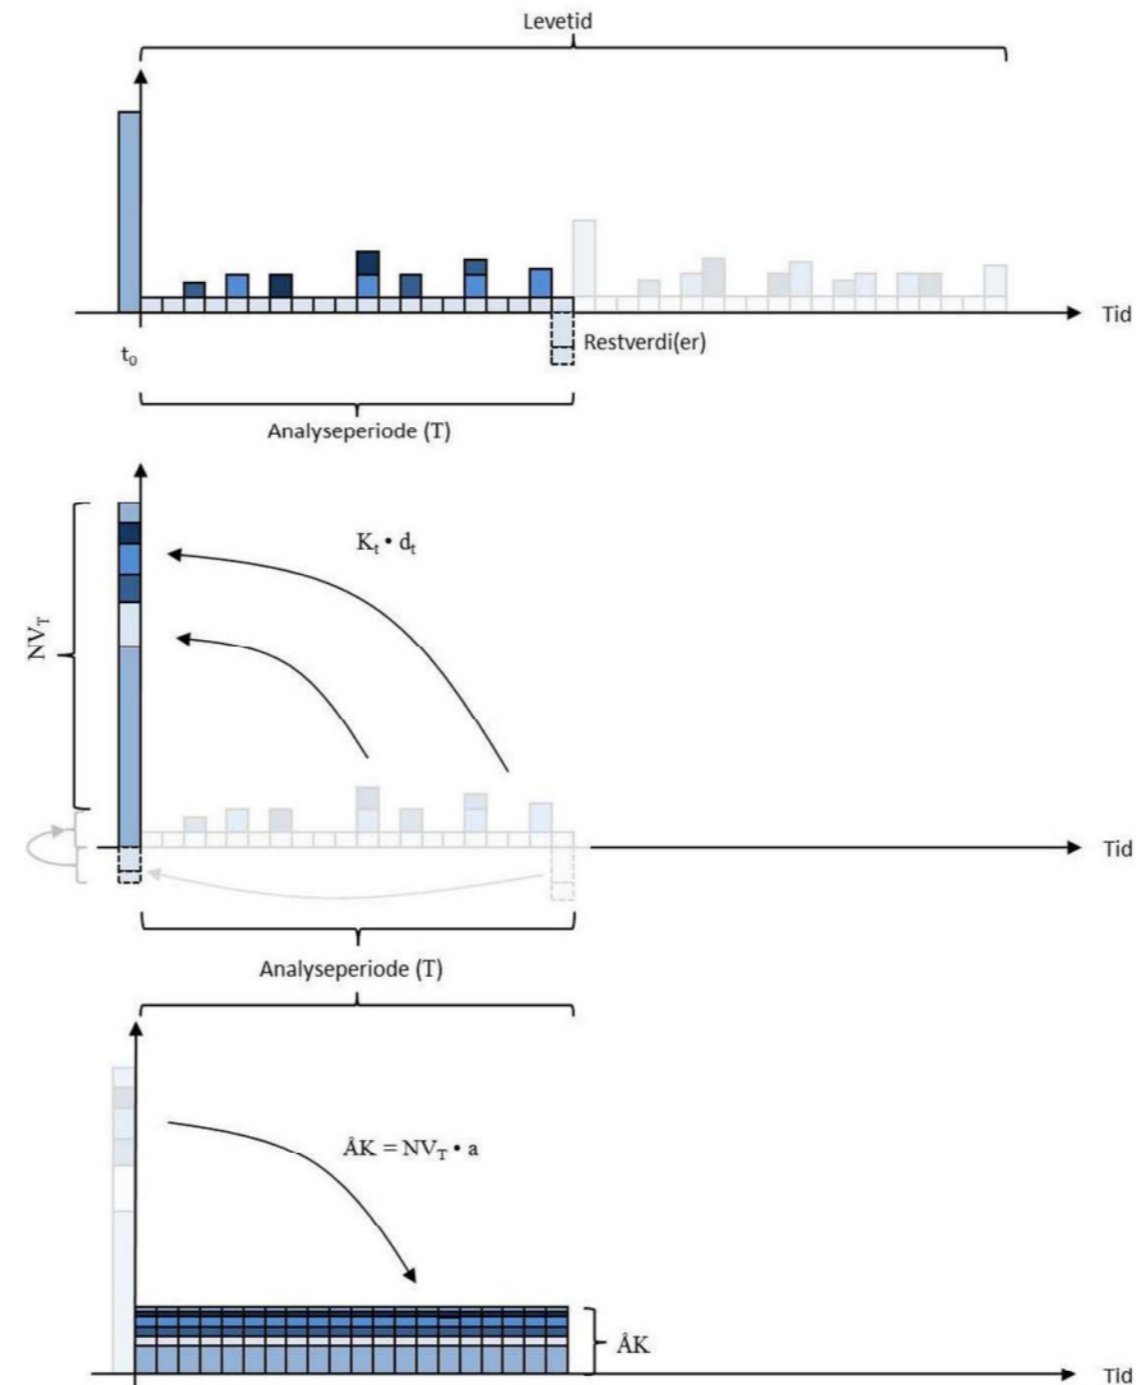 Levetid
Tid
t₀
Restverdi(er)
Analyseperiode (T)
Kₜ • dₜ
NV_T
Tid
Analyseperiode (T)
ÅK = NV_T • a
ÅK
Tid